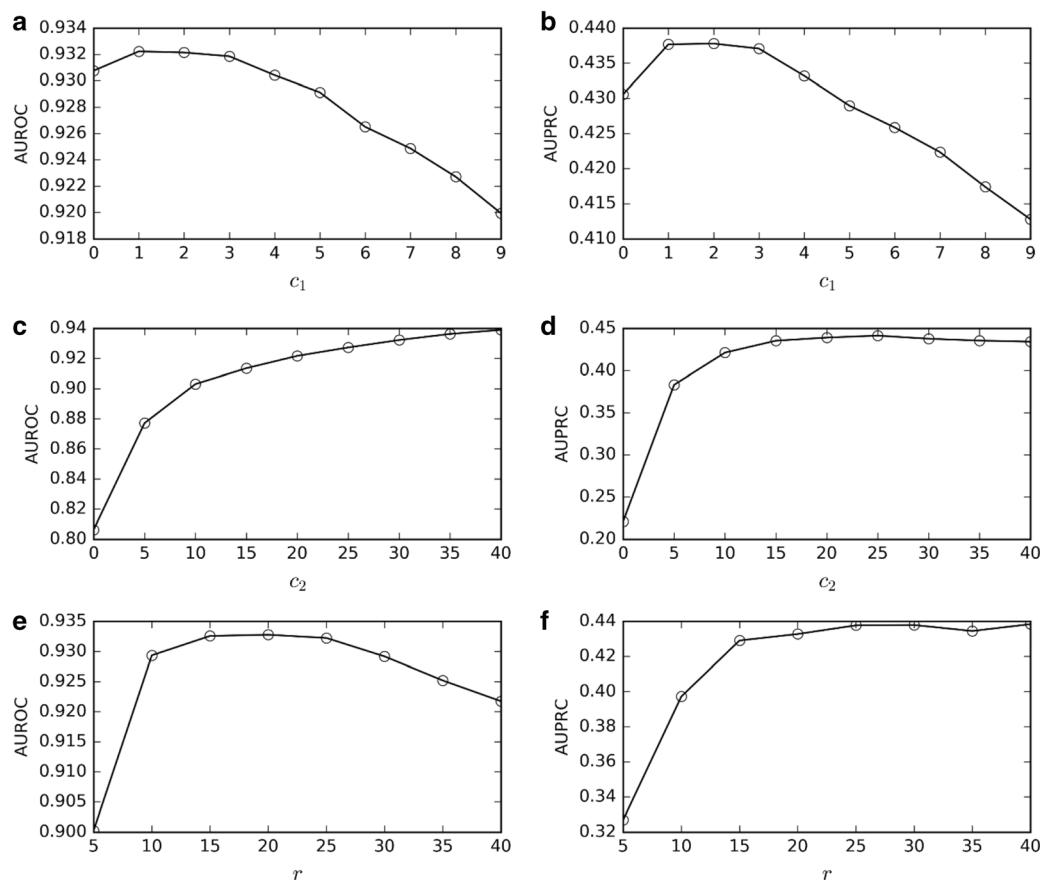 a
0.934
0.932
0.930
0.928
0.926
0.924
0.922
0.920
0.918
AUROC
0 1 2 3 4 5 6 7 8 9
c1
b
0.440
0.435
0.430
0.425
0.420
0.415
0.410
AUPRC
0 1 2 3 4 5 6 7 8 9
c1
c
0.94
0.92
0.90
0.88
0.86
0.84
0.82
0.80
AUROC
0 5 10 15 20 25 30 35 40
c2
d
0.45
0.40
0.35
0.30
0.25
0.20
AUPRC
0 5 10 15 20 25 30 35 40
c2
e
0.935
0.930
0.925
0.920
0.915
0.910
0.905
0.900
AUROC
5 10 15 20 25 30 35 40
r
f
0.44
0.42
0.40
0.38
0.36
0.34
0.32
AUPRC
5 10 15 20 25 30 35 40
r